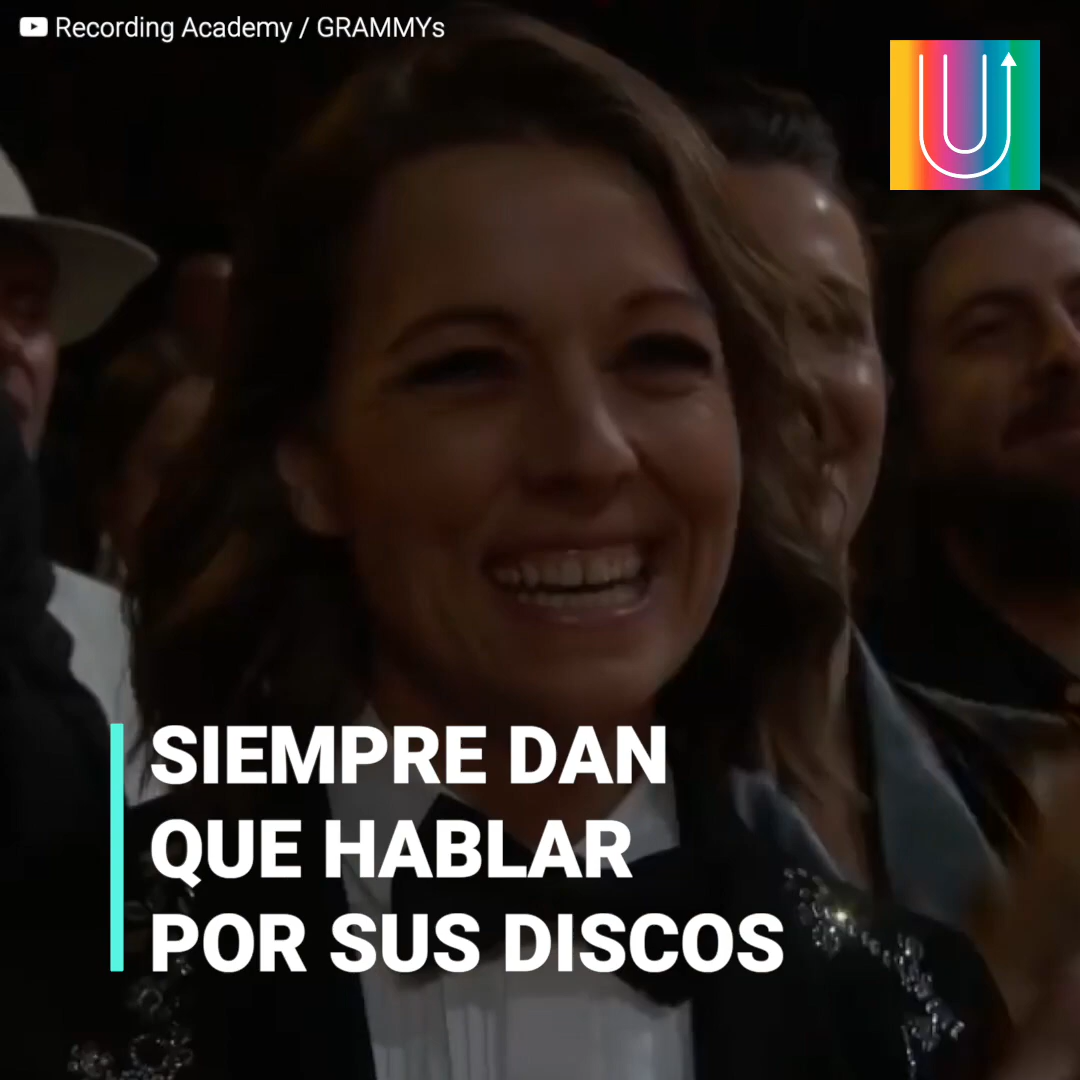 Recording Academy / GRAMMYs
U
SIEMPRE DAN
QUE HABLAR
POR SUS DISCOS